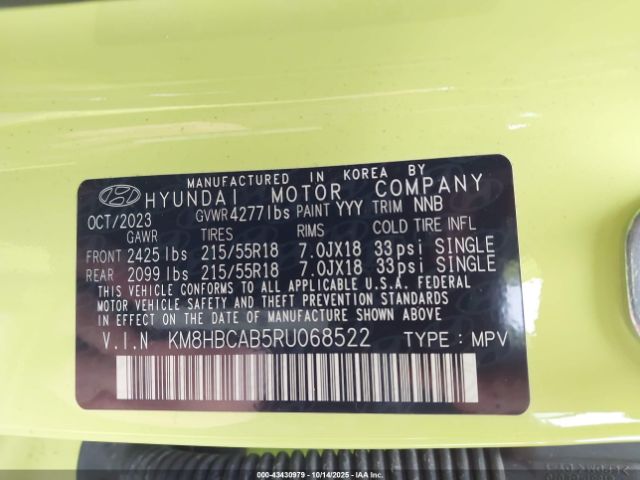 MANUFACTURED IN KOREA BY
HYUNDAI MOTOR COMPANY
OCT/2023 GVWR 4277lbs PAINT YYY TRIM NNB
GAWR TIRES RIMS COLD TIRE INFL
FRONT 2425 lbs 215/55R18 7.0JX18 33psi SINGLE
REAR 2099 lbs 215/55R18 7.0JX18 33psi SINGLE
THIS VEHICLE CONFORMS TO ALL APPLICABLE U.S.A. FEDERAL
MOTOR VEHICLE SAFETY, AND THEFT PREVENTION STANDARDS
IN EFFECT ON THE DATE OF MANUFACTURE SHOWN ABOVE
V.I.N KM8HBCAB5RU068522 TYPE : MPV
© 43430979 - 10/14/2025 - IAA Inc.